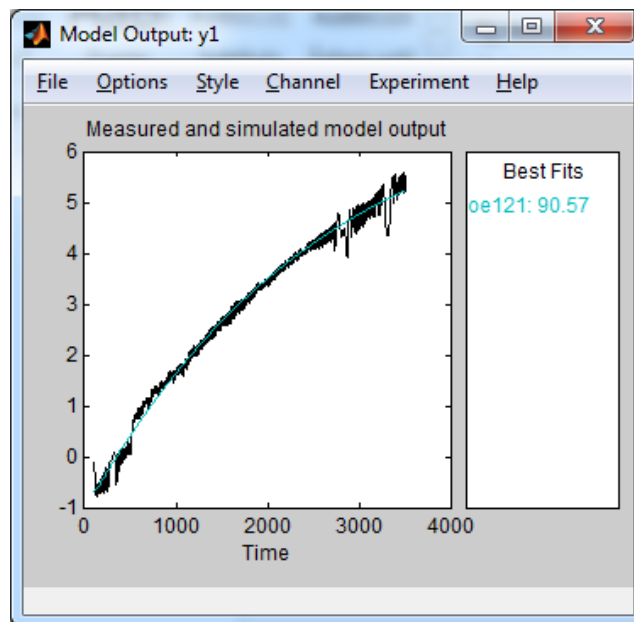 Model Output: y1
File Options Style Channel Experiment Help
Measured and simulated model output
Best Fits
oe121: 90.57
6
5
4
3
2
1
0
-1
0 1000 2000 3000 4000
Time